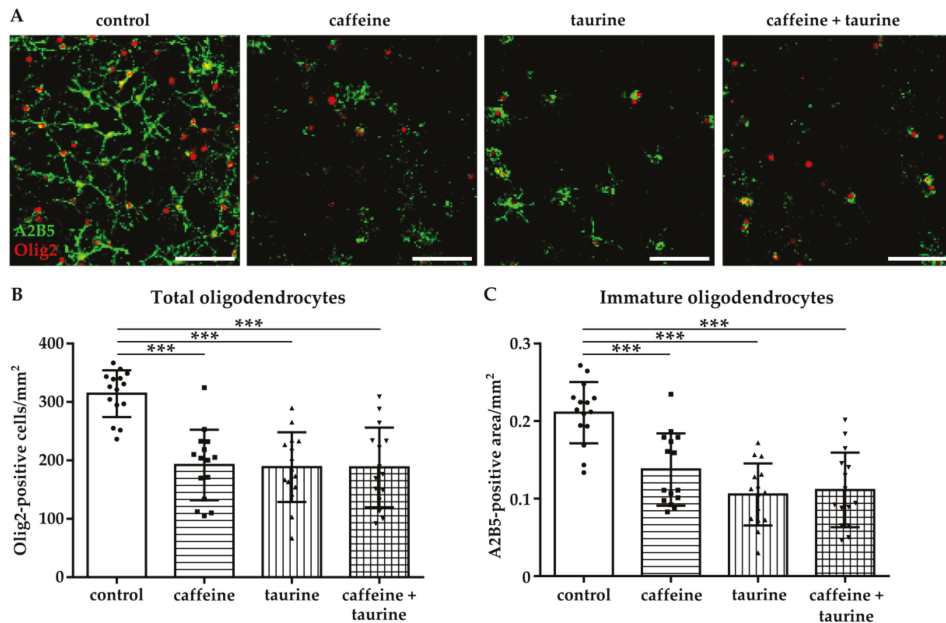 A
control
caffeine
taurine
caffeine + taurine
A2B5
Olig2
B
Total oligodendrocytes
***
***
***
Olig2-positive cells/mm²
400
300
200
100
0
control
caffeine
taurine
caffeine +
taurine
C
Immature oligodendrocytes
***
***
***
A2B5-positive area/mm²
0.3
0.2
0.1
0
control
caffeine
taurine
caffeine +
taurine